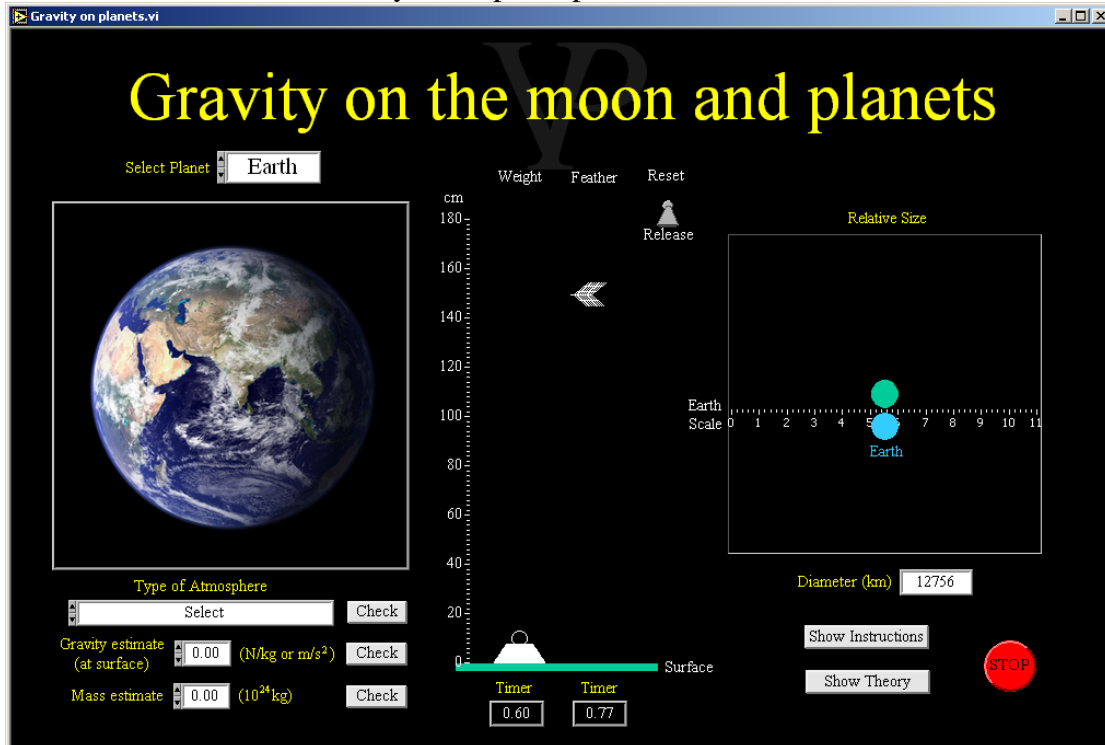 Gravity on planets.vi
Gravity on the moon and planets
Select Planet Earth
Weight Feather Reset
Release
cm
180
160
140
120
100
80
60
40
20
0
Surface
Timer Timer
0.60 0.77
Relative Size
Earth
Scale 0 1 2 3 4 5 6 7 8 9 10 11
Earth
Diameter (km) 12756
Type of Atmosphere
Select Check
Gravity estimate
(at surface) 0.00 (N/kg or m/s²) Check
Mass estimate 0.00 (10²⁴kg) Check
Show Instructions
Show Theory
STOP